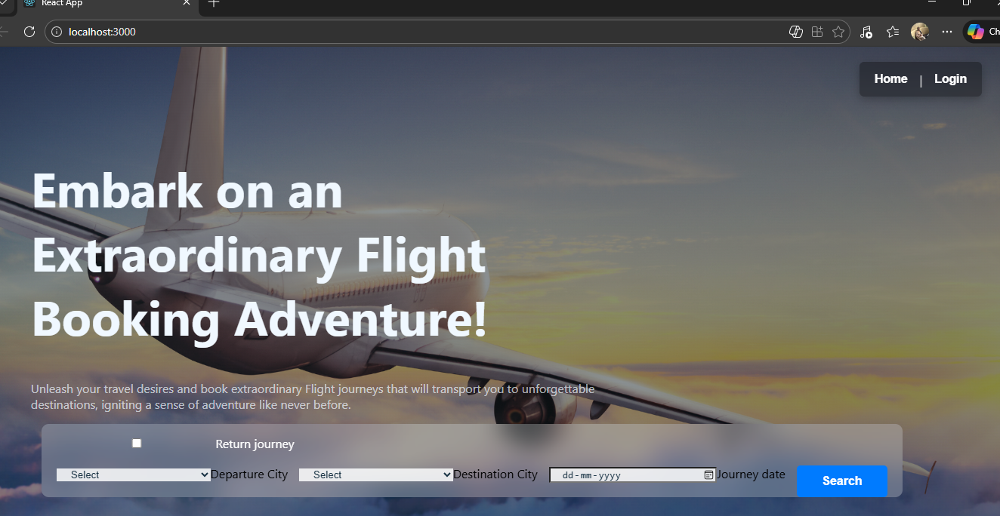 React App
localhost:3000
Home | Login
Embark on an
Extraordinary Flight
Booking Adventure!
Unleash your travel desires and book extraordinary Flight journeys that will transport you to unforgettable
destinations, igniting a sense of adventure like never before.
Return journey
Select Departure City Select Destination City dd-mm-yyyy Journey date Search